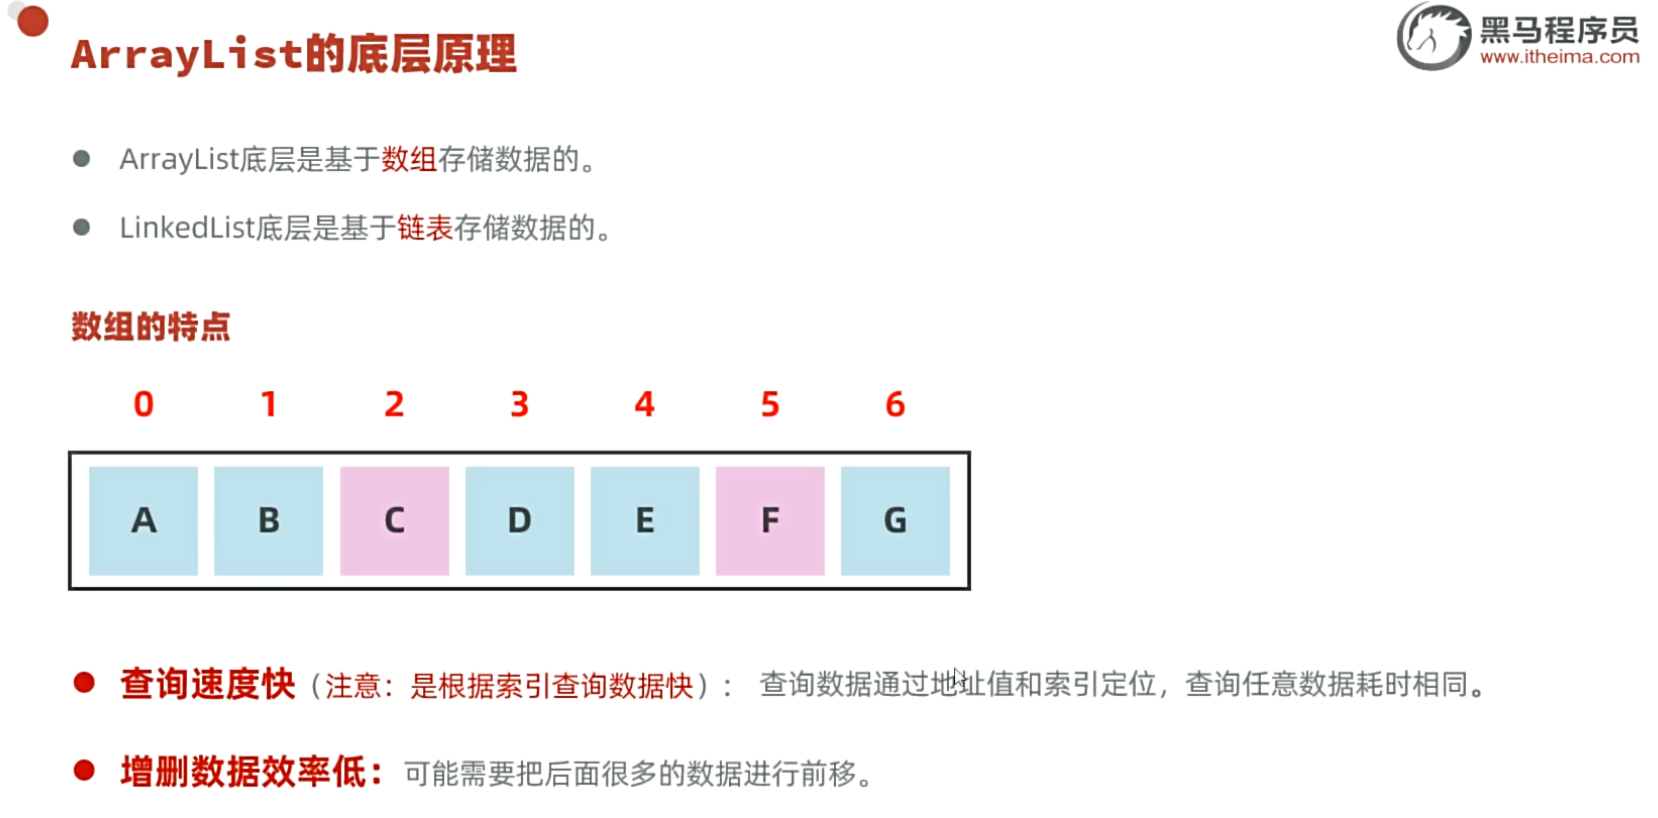 ArrayList的底层原理
黑马程序员
www.itheima.com
ArrayList底层是基于数组存储数据的。
LinkedList底层是基于链表存储数据的。
数组的特点
0 1 2 3 4 5 6
A B C D E F G
查询速度快（注意：是根据索引查询数据快）： 查询数据通过地址值和索引定位，查询任意数据耗时相同。
增删数据效率低：可能需要把后面很多的数据进行前移。